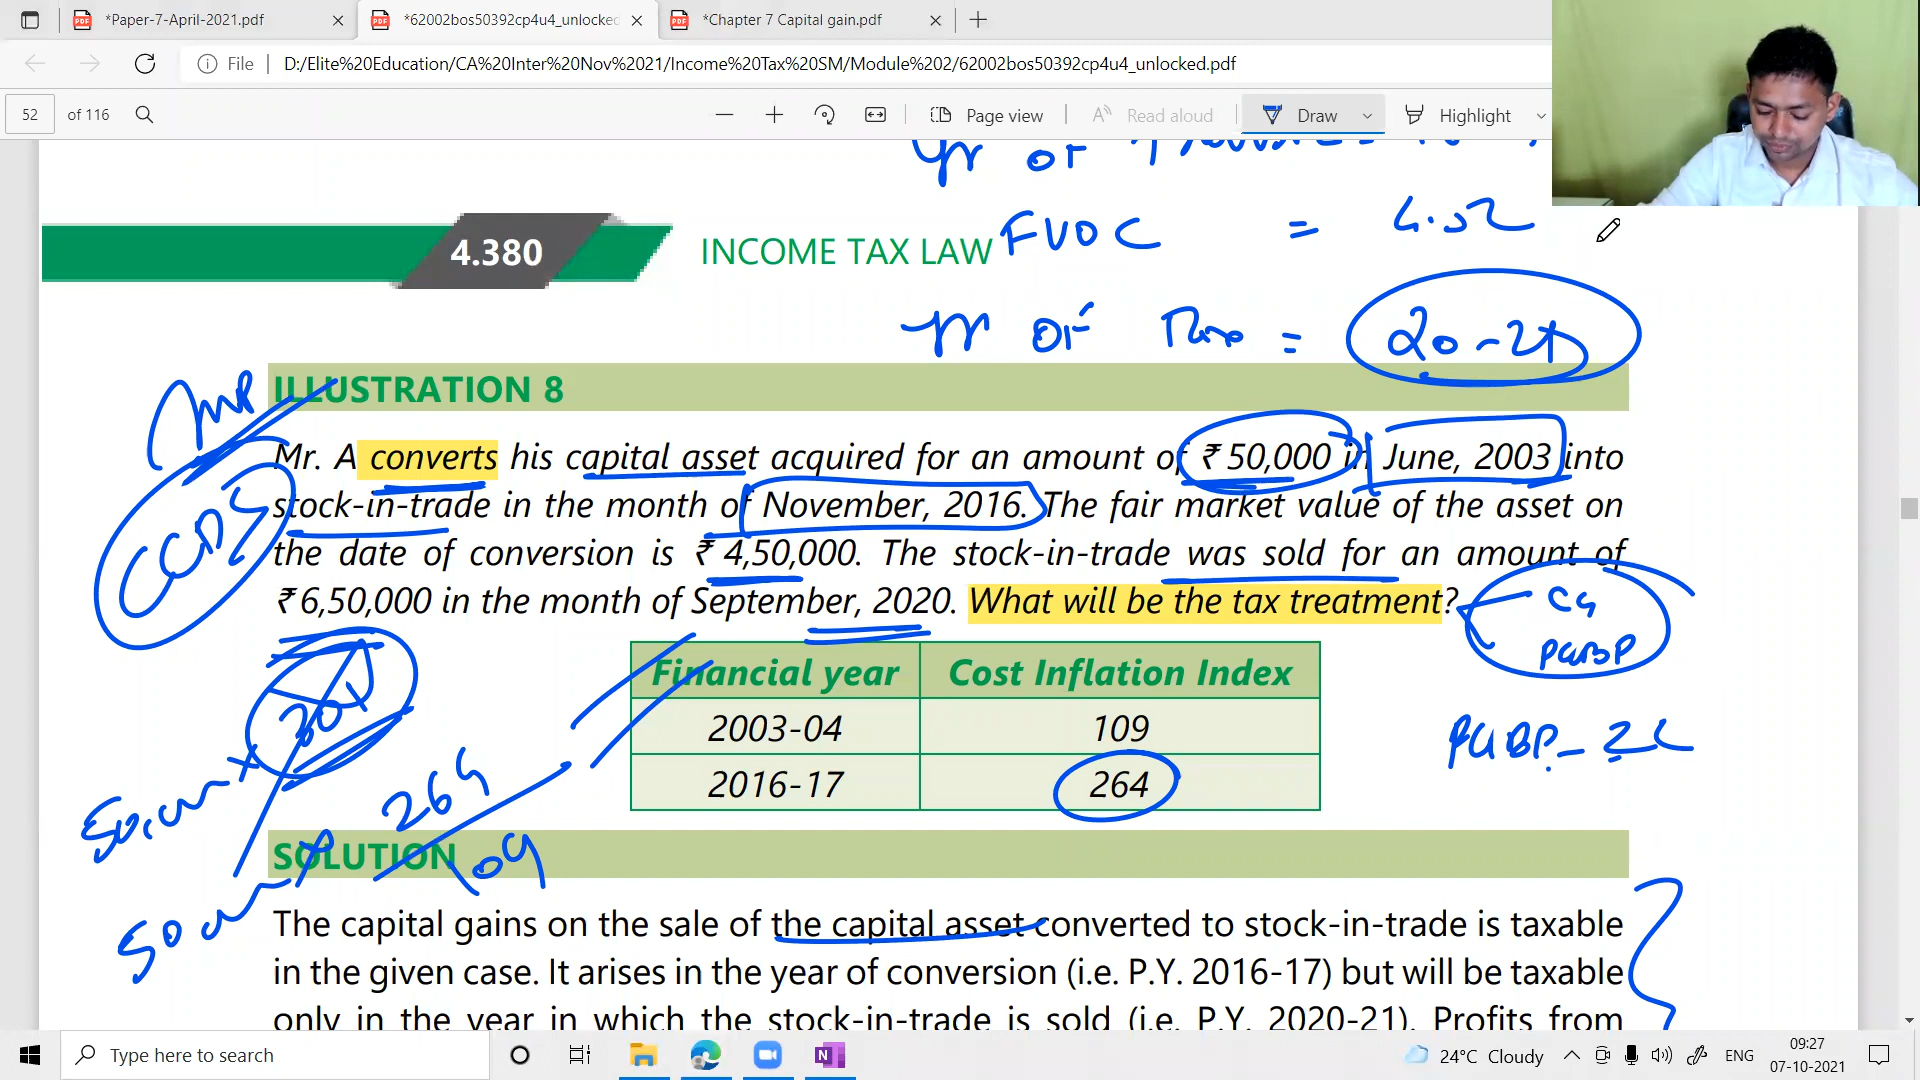 *Paper-7-April-2021.pdf
*62002bos50392cp4u4_unlocked
*Chapter 7 Capital gain.pdf
File
D:/Elite%20Education/CA%20Inter%20Nov%2021/Income%20Tax%20SM/Module%202/62002bos50392cp4u4_unlocked.pdf
52 of 116
Page view
Read aloud
Draw
Highlight
Yr of
4.380 INCOME TAX LAW
FVOC = 4.5L
Yr of Tax = 20-21
Imp
ILLUSTRATION 8
Mr. A converts his capital asset acquired for an amount of ₹ 50,000 in June, 2003 into
stock-in-trade in the month of November, 2016. The fair market value of the asset on
the date of conversion is ₹ 4,50,000. The stock-in-trade was sold for an amount of
₹ 6,50,000 in the month of September, 2020. What will be the tax treatment?
CG
PGBP
Financial year Cost Inflation Index
2003-04 109
2016-17 264
PGBP - 2L
301
264
109
SOLUTION
The capital gains on the sale of the capital asset converted to stock-in-trade is taxable
in the given case. It arises in the year of conversion (i.e. P.Y. 2016-17) but will be taxable
only in the year in which the stock-in-trade is sold (i.e. P.Y. 2020-21). Profits from
Type here to search
24°C Cloudy
ENG
09:27
07-10-2021